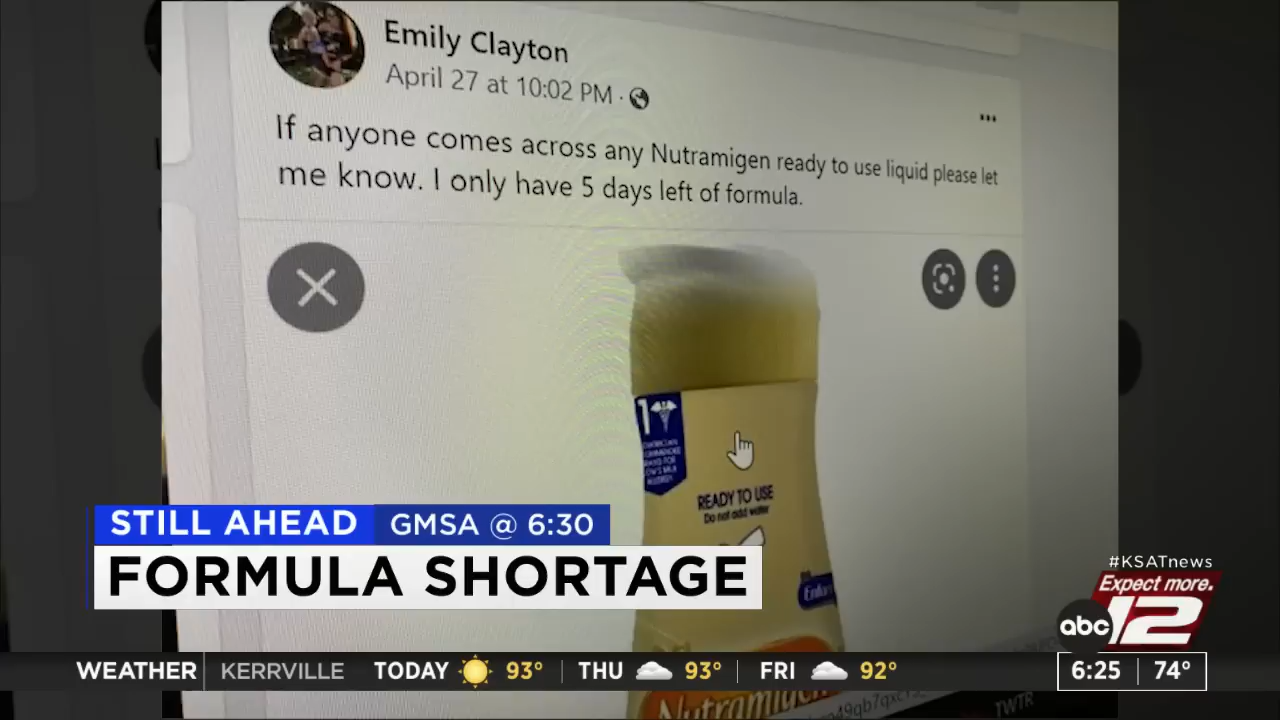 Emily Clayton
April 27 at 10:02 PM ·
If anyone comes across any Nutramigen ready to use liquid please let
me know. I only have 5 days left of formula.
1
READY TO USE
Do not add water
Nutramigen
TWTR
STILL AHEAD GMSA @ 6:30
FORMULA SHORTAGE
#KSATnews
Expect more.
abc 12
WEATHER KERRVILLE TODAY 93° THU 93° FRI 92° 6:25 74°